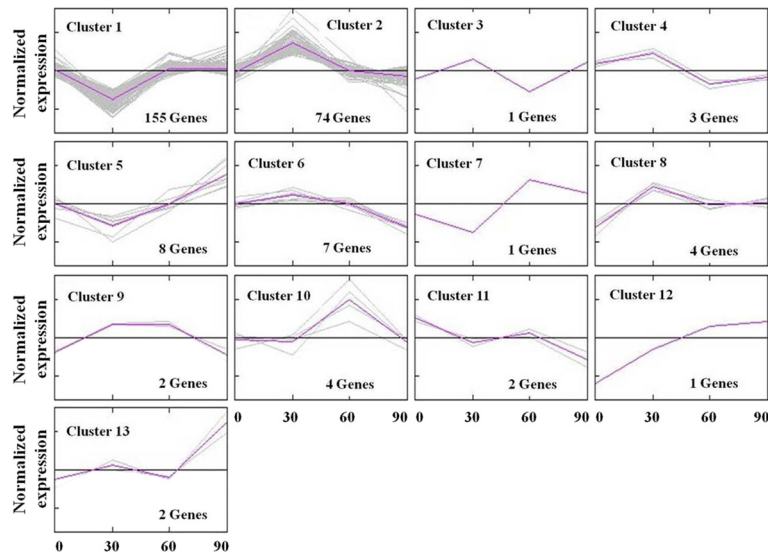 Normalized
expression
Cluster 1
155 Genes
Cluster 2
74 Genes
Cluster 3
1 Gene
Cluster 4
3 Genes
Normalized
expression
Cluster 5
8 Genes
Cluster 6
7 Genes
Cluster 7
1 Gene
Cluster 8
4 Genes
Normalized
expression
Cluster 9
2 Genes
Cluster 10
4 Genes
Cluster 11
2 Genes
Cluster 12
1 Gene
0 30 60 90
0 30 60 90
0 30 60 90
Normalized
expression
Cluster 13
2 Genes
0 30 60 90